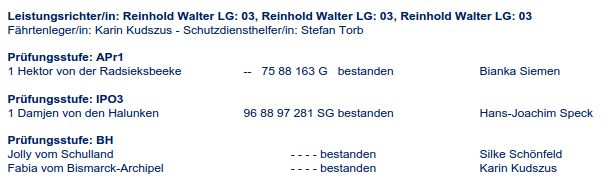 Leistungsrichter/in: Reinhold Walter LG: 03, Reinhold Walter LG: 03, Reinhold Walter LG: 03
Fährtenleger/in: Karin Kudszus - Schutzdiensthelfer/in: Stefan Torb
Prüfungsstufe: APr1
1 Hektor von der Radsieksbeeke -- 75 88 163 G bestanden Bianka Siemen
Prüfungsstufe: IPO3
1 Damjen von den Halunken 96 88 97 281 SG bestanden Hans-Joachim Speck
Prüfungsstufe: BH
Jolly vom Schulland - - - - bestanden Silke Schönfeld
Fabia vom Bismarck-Archipel - - - - bestanden Karin Kudszus